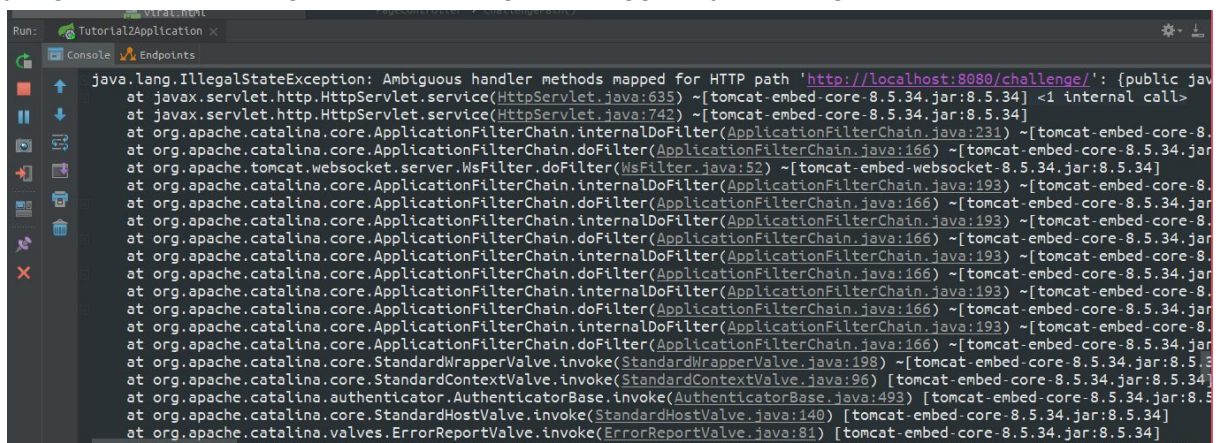 viral.html PageController > challengePath()
Run: Tutorial2Application ×
Console Endpoints
java.lang.IllegalStateException: Ambiguous handler methods mapped for HTTP path 'http://localhost:8080/challenge/': {public jav
at javax.servlet.http.HttpServlet.service(HttpServlet.java:635) ~[tomcat-embed-core-8.5.34.jar:8.5.34] <1 internal call>
at javax.servlet.http.HttpServlet.service(HttpServlet.java:742) ~[tomcat-embed-core-8.5.34.jar:8.5.34]
at org.apache.catalina.core.ApplicationFilterChain.internalDoFilter(ApplicationFilterChain.java:231) ~[tomcat-embed-core-8.
at org.apache.catalina.core.ApplicationFilterChain.doFilter(ApplicationFilterChain.java:166) ~[tomcat-embed-core-8.5.34.jar
at org.apache.tomcat.websocket.server.WsFilter.doFilter(WsFilter.java:52) ~[tomcat-embed-websocket-8.5.34.jar:8.5.34]
at org.apache.catalina.core.ApplicationFilterChain.internalDoFilter(ApplicationFilterChain.java:193) ~[tomcat-embed-core-8.
at org.apache.catalina.core.ApplicationFilterChain.doFilter(ApplicationFilterChain.java:166) ~[tomcat-embed-core-8.5.34.jar
at org.apache.catalina.core.ApplicationFilterChain.internalDoFilter(ApplicationFilterChain.java:193) ~[tomcat-embed-core-8.
at org.apache.catalina.core.ApplicationFilterChain.doFilter(ApplicationFilterChain.java:166) ~[tomcat-embed-core-8.5.34.jar
at org.apache.catalina.core.ApplicationFilterChain.internalDoFilter(ApplicationFilterChain.java:193) ~[tomcat-embed-core-8.
at org.apache.catalina.core.ApplicationFilterChain.doFilter(ApplicationFilterChain.java:166) ~[tomcat-embed-core-8.5.34.jar
at org.apache.catalina.core.ApplicationFilterChain.internalDoFilter(ApplicationFilterChain.java:193) ~[tomcat-embed-core-8.
at org.apache.catalina.core.ApplicationFilterChain.doFilter(ApplicationFilterChain.java:166) ~[tomcat-embed-core-8.5.34.jar
at org.apache.catalina.core.ApplicationFilterChain.internalDoFilter(ApplicationFilterChain.java:193) ~[tomcat-embed-core-8.
at org.apache.catalina.core.ApplicationFilterChain.doFilter(ApplicationFilterChain.java:166) ~[tomcat-embed-core-8.5.34.jar
at org.apache.catalina.core.StandardWrapperValve.invoke(StandardWrapperValve.java:198) ~[tomcat-embed-core-8.5.34.jar:8.5.3
at org.apache.catalina.core.StandardContextValve.invoke(StandardContextValve.java:96) [tomcat-embed-core-8.5.34.jar:8.5.34]
at org.apache.catalina.authenticator.AuthenticatorBase.invoke(AuthenticatorBase.java:493) [tomcat-embed-core-8.5.34.jar:8.5
at org.apache.catalina.core.StandardHostValve.invoke(StandardHostValve.java:140) [tomcat-embed-core-8.5.34.jar:8.5.34]
at org.apache.catalina.valves.ErrorReportValve.invoke(ErrorReportValve.java:81) [tomcat-embed-core-8.5.34.jar:8.5.34]